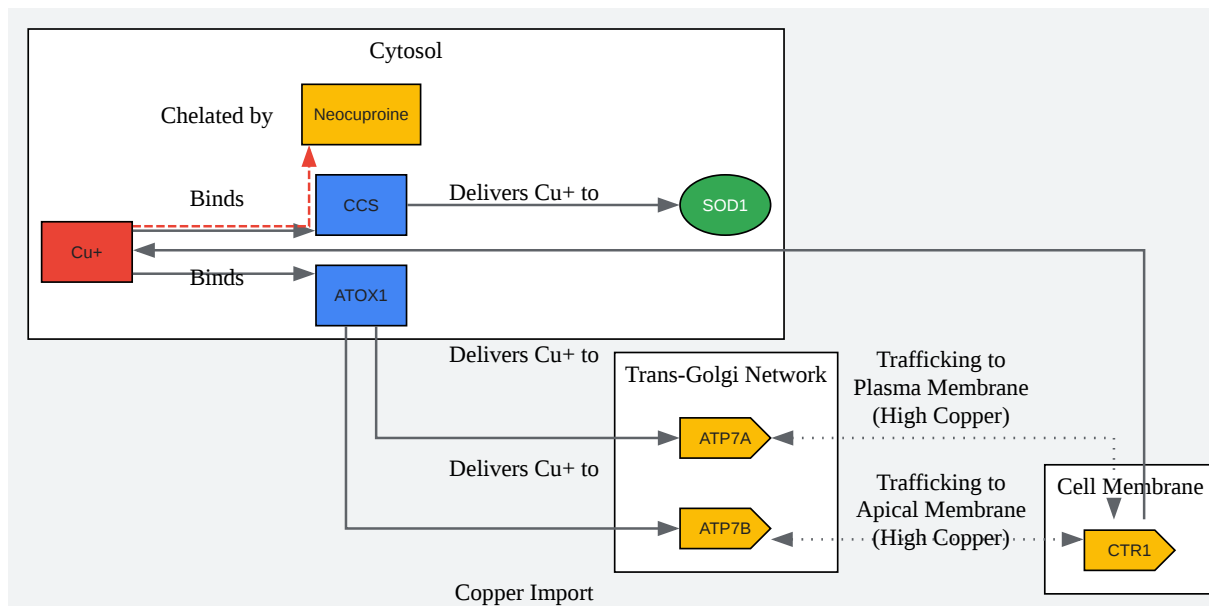 Cytosol
Neocuproine
Chelated by
Binds
CCS
Delivers Cu+ to
SOD1
Cu+
Binds
ATOX1
Delivers Cu+ to
Trans-Golgi Network
Trafficking to
Plasma Membrane
(High Copper)
ATP7A
Delivers Cu+ to
Trafficking to
Apical Membrane
(High Copper)
ATP7B
Cell Membrane
CTR1
Copper Import